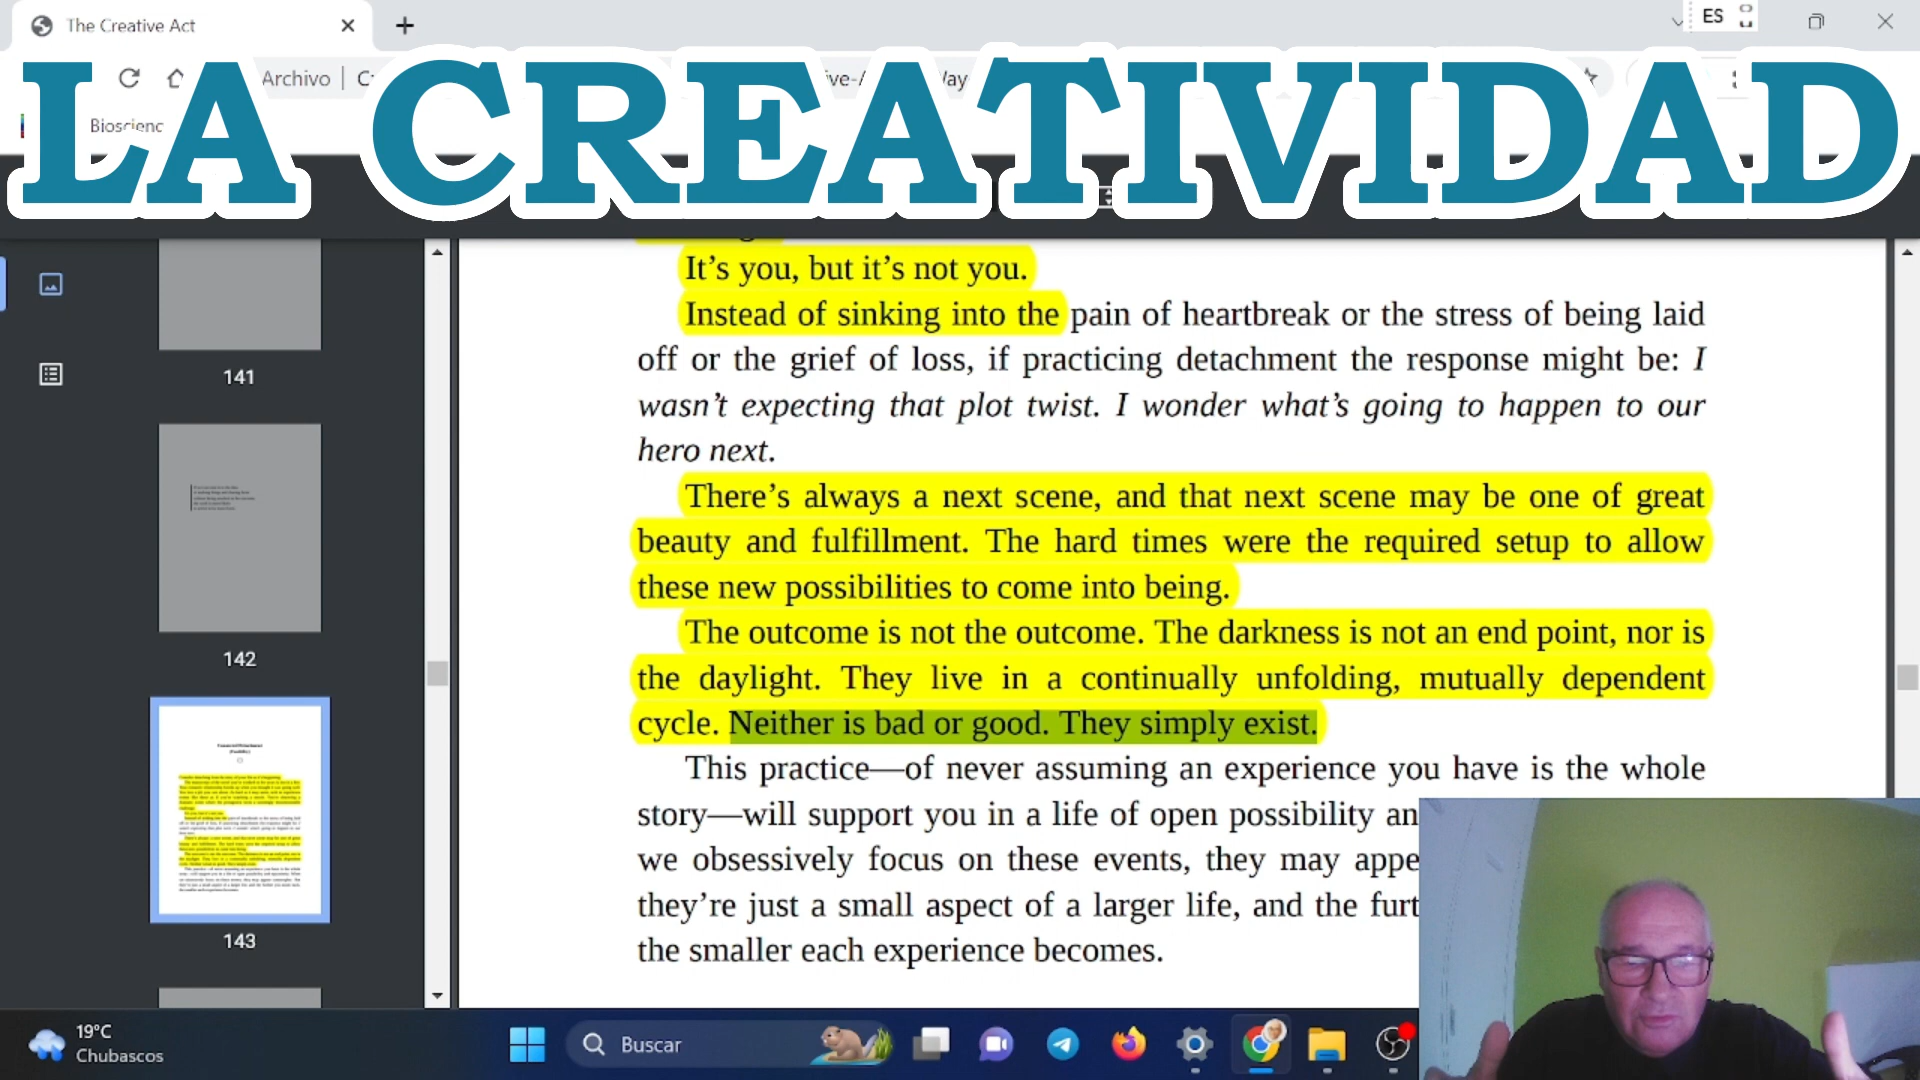 The Creative Act
ES
LA CREATIVIDAD
Archivo
Bioscienc
It’s you, but it’s not you.
Instead of sinking into the pain of heartbreak or the stress of being laid
off or the grief of loss, if practicing detachment the response might be: I
wasn’t expecting that plot twist. I wonder what’s going to happen to our
hero next.
There’s always a next scene, and that next scene may be one of great
beauty and fulfillment. The hard times were the required setup to allow
these new possibilities to come into being.
The outcome is not the outcome. The darkness is not an end point, nor is
the daylight. They live in a continually unfolding, mutually dependent
cycle. Neither is bad or good. They simply exist.
This practice—of never assuming an experience you have is the whole
story—will support you in a life of open possibility an
we obsessively focus on these events, they may appe
they’re just a small aspect of a larger life, and the furt
the smaller each experience becomes.
141
142
143
19°C
Chubascos
Buscar